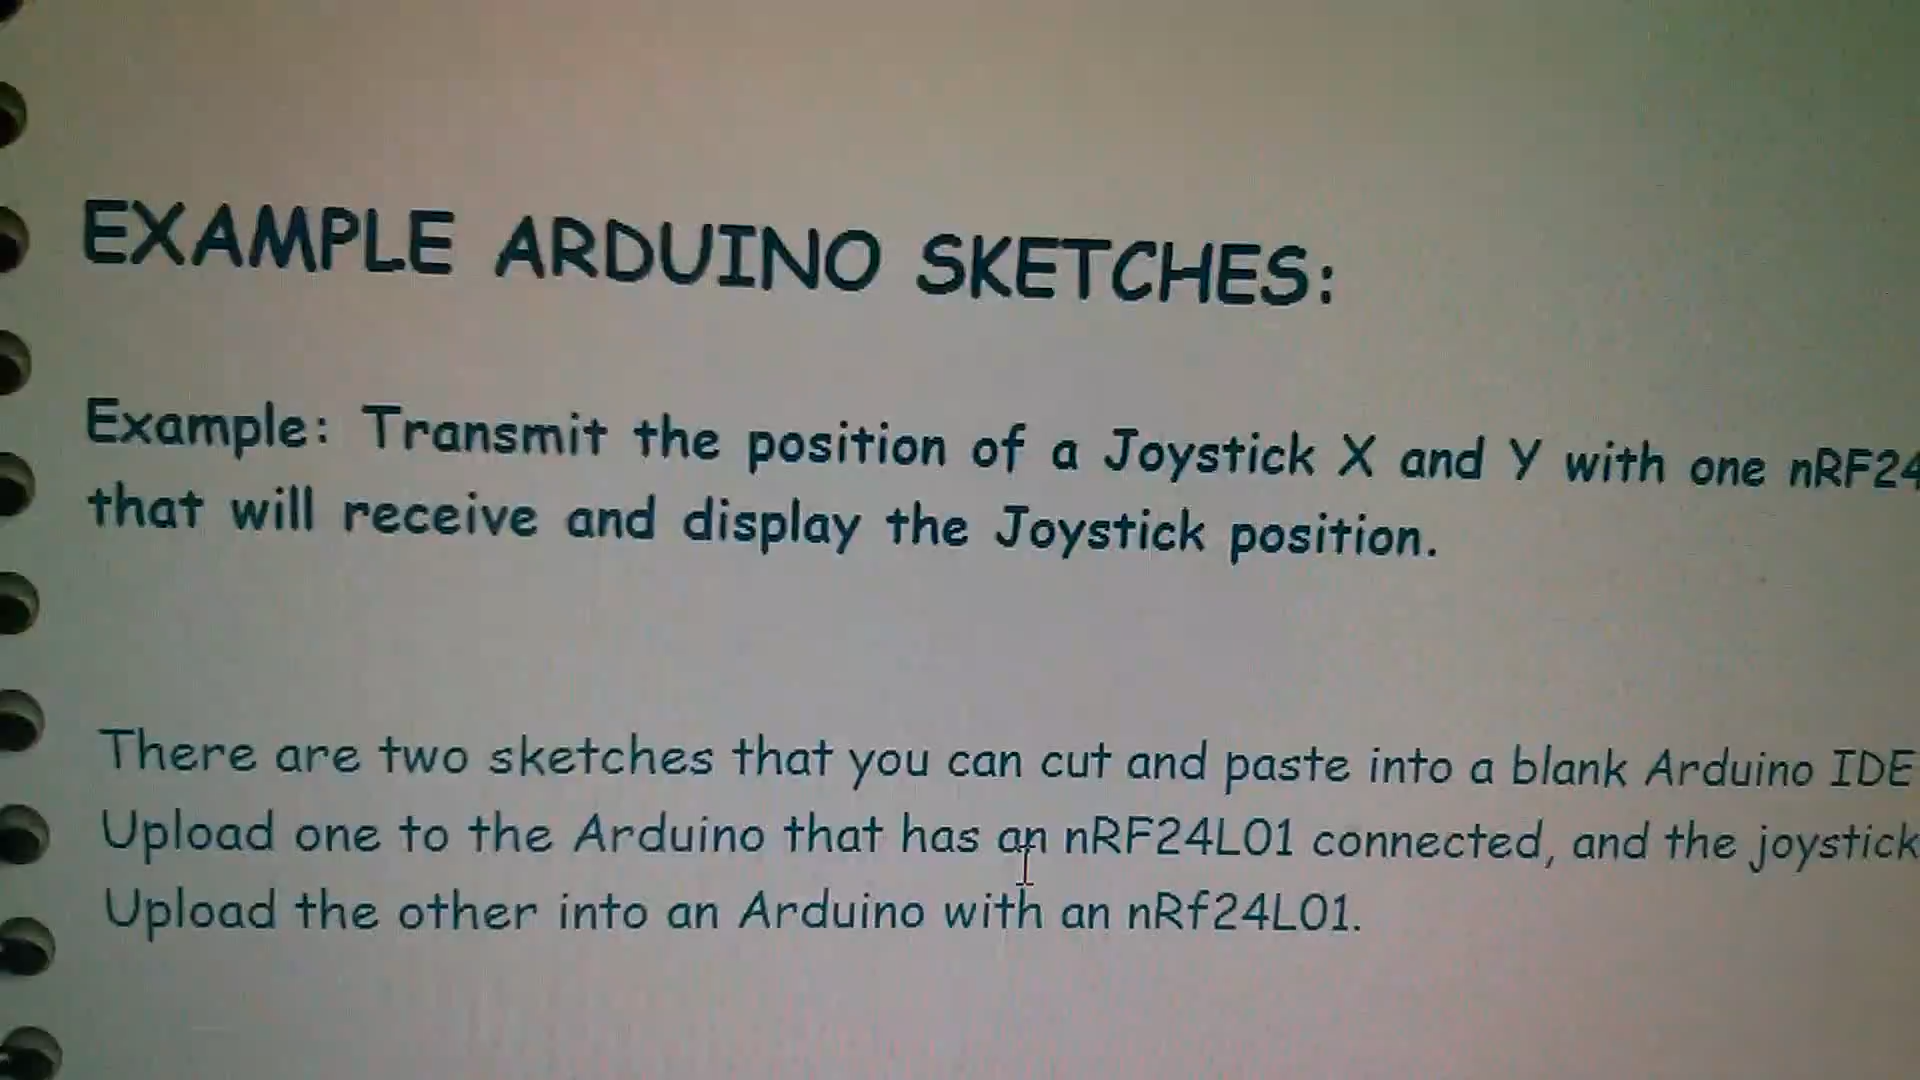 EXAMPLE ARDUINO SKETCHES:
Example: Transmit the position of a Joystick X and Y with one nRF24
that will receive and display the Joystick position.
There are two sketches that you can cut and paste into a blank Arduino IDE
Upload one to the Arduino that has an nRF24L01 connected, and the joystick
Upload the other into an Arduino with an nRf24L01.